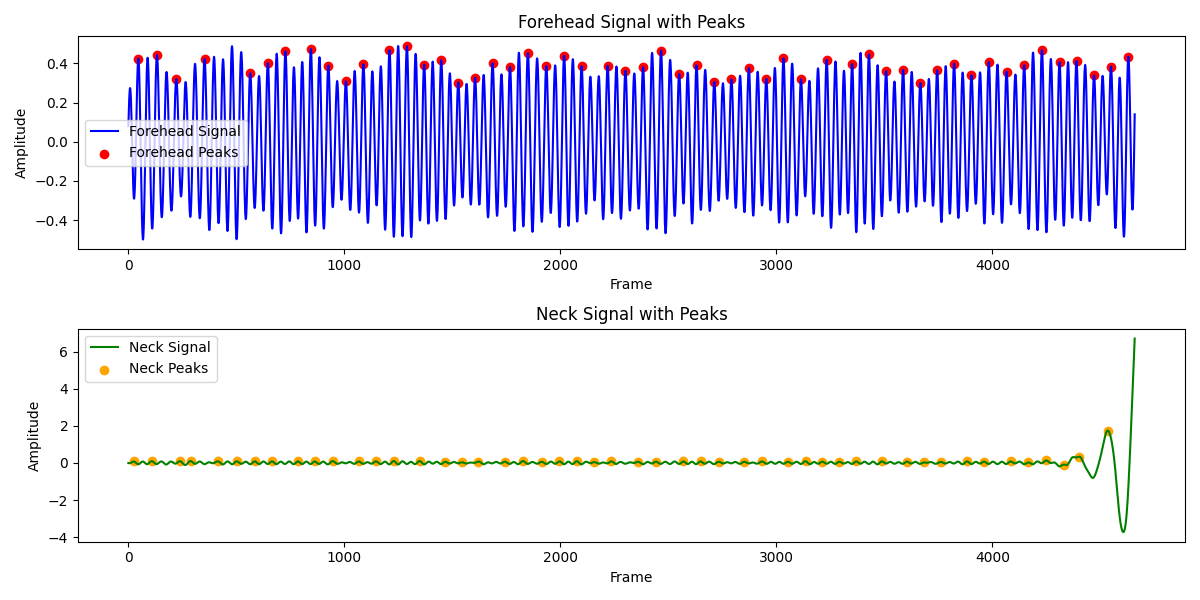 Forehead Signal with Peaks
Amplitude
0.4
0.2
0.0
−0.2
−0.4
Forehead Signal
Forehead Peaks
0
1000
2000
3000
4000
Frame
Neck Signal with Peaks
Amplitude
6
4
2
0
−2
−4
Neck Signal
Neck Peaks
0
1000
2000
3000
4000
Frame